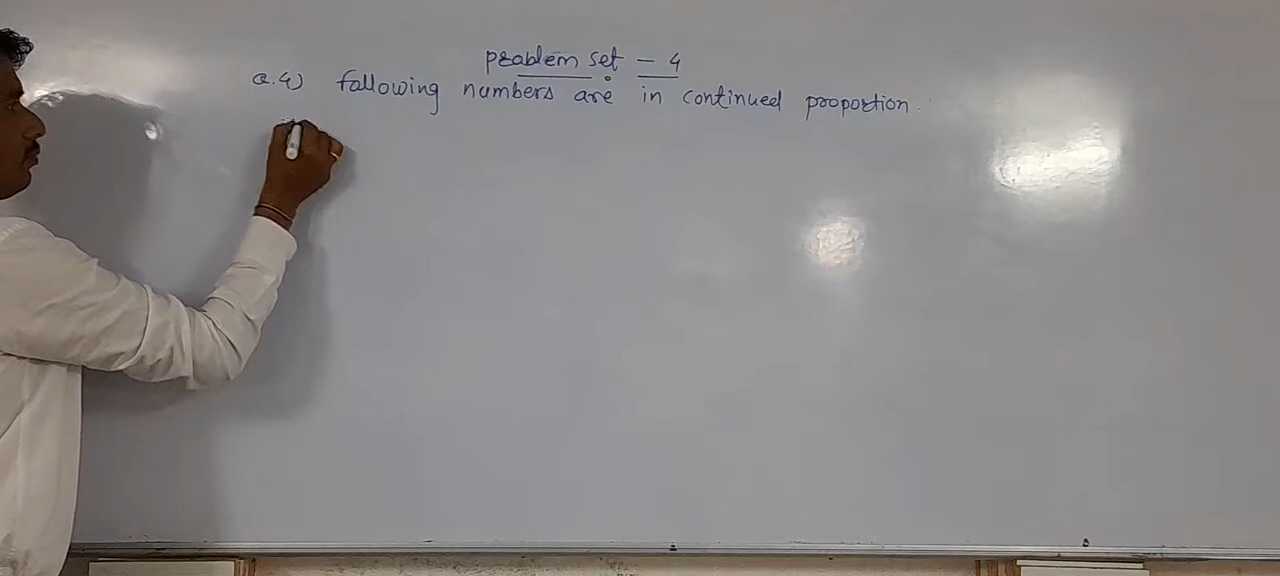 problem set - 4
Q.4) Following numbers are in continued proportion.